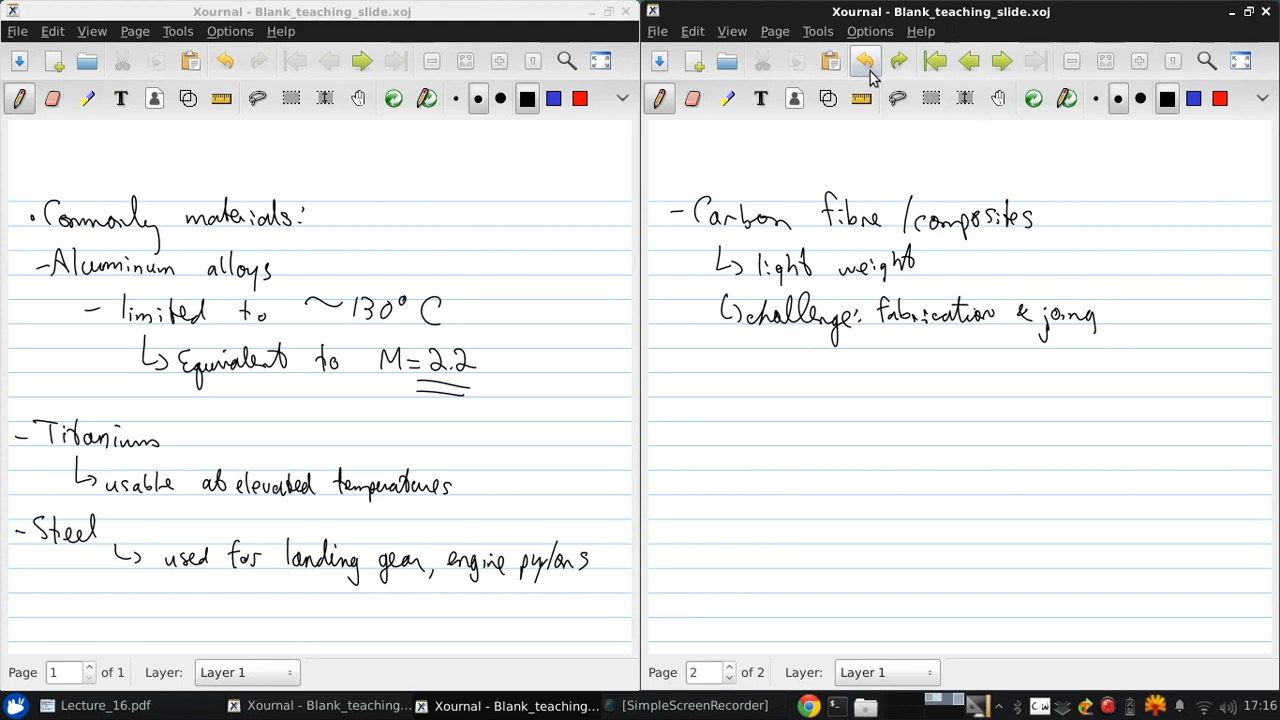 Xournal - Blank_teaching_slide.xoj
File Edit View Page Tools Options Help
• Commonly materials:
- Aluminum alloys
- limited to ~130° C
↳ Equivalent to M = 2.2
- Titanium
↳ usable at elevated temperatures
- Steel
↳ used for landing gear, engine pylons
Page 1 of 1 Layer: Layer 1
Xournal - Blank_teaching_slide.xoj
File Edit View Page Tools Options Help
- Carbon fibre / composites
↳ light weight
↳ challenge: fabrication &
Page 2 of 2 Layer: Layer 1
Lecture_16.pdf Xournal - Blank_teaching... Xournal - Blank_teaching... [SimpleScreenRecorder] 17:16